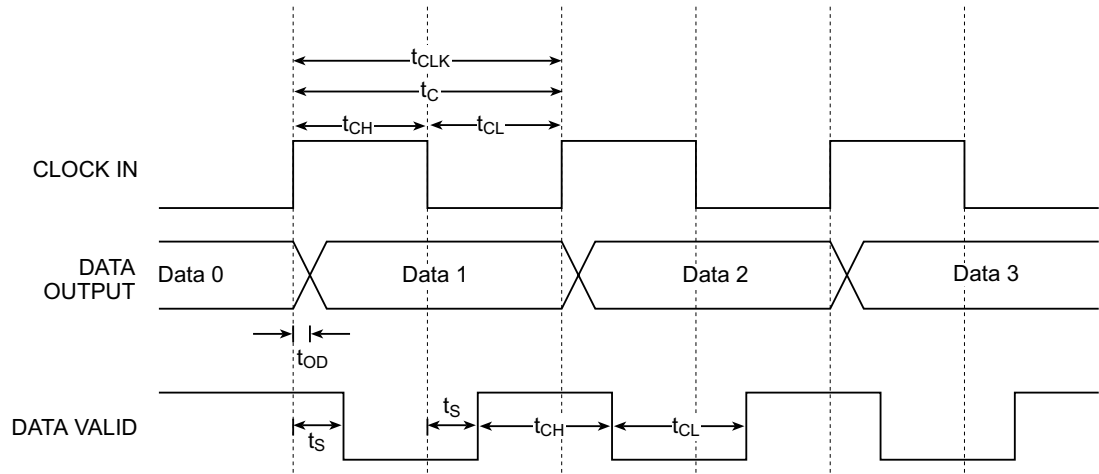 tCLK
tC
tCH
tCL
CLOCK IN
DATA
OUTPUT
Data 0
Data 1
Data 2
Data 3
tOD
DATA VALID
tS
tS
tCH
tCL